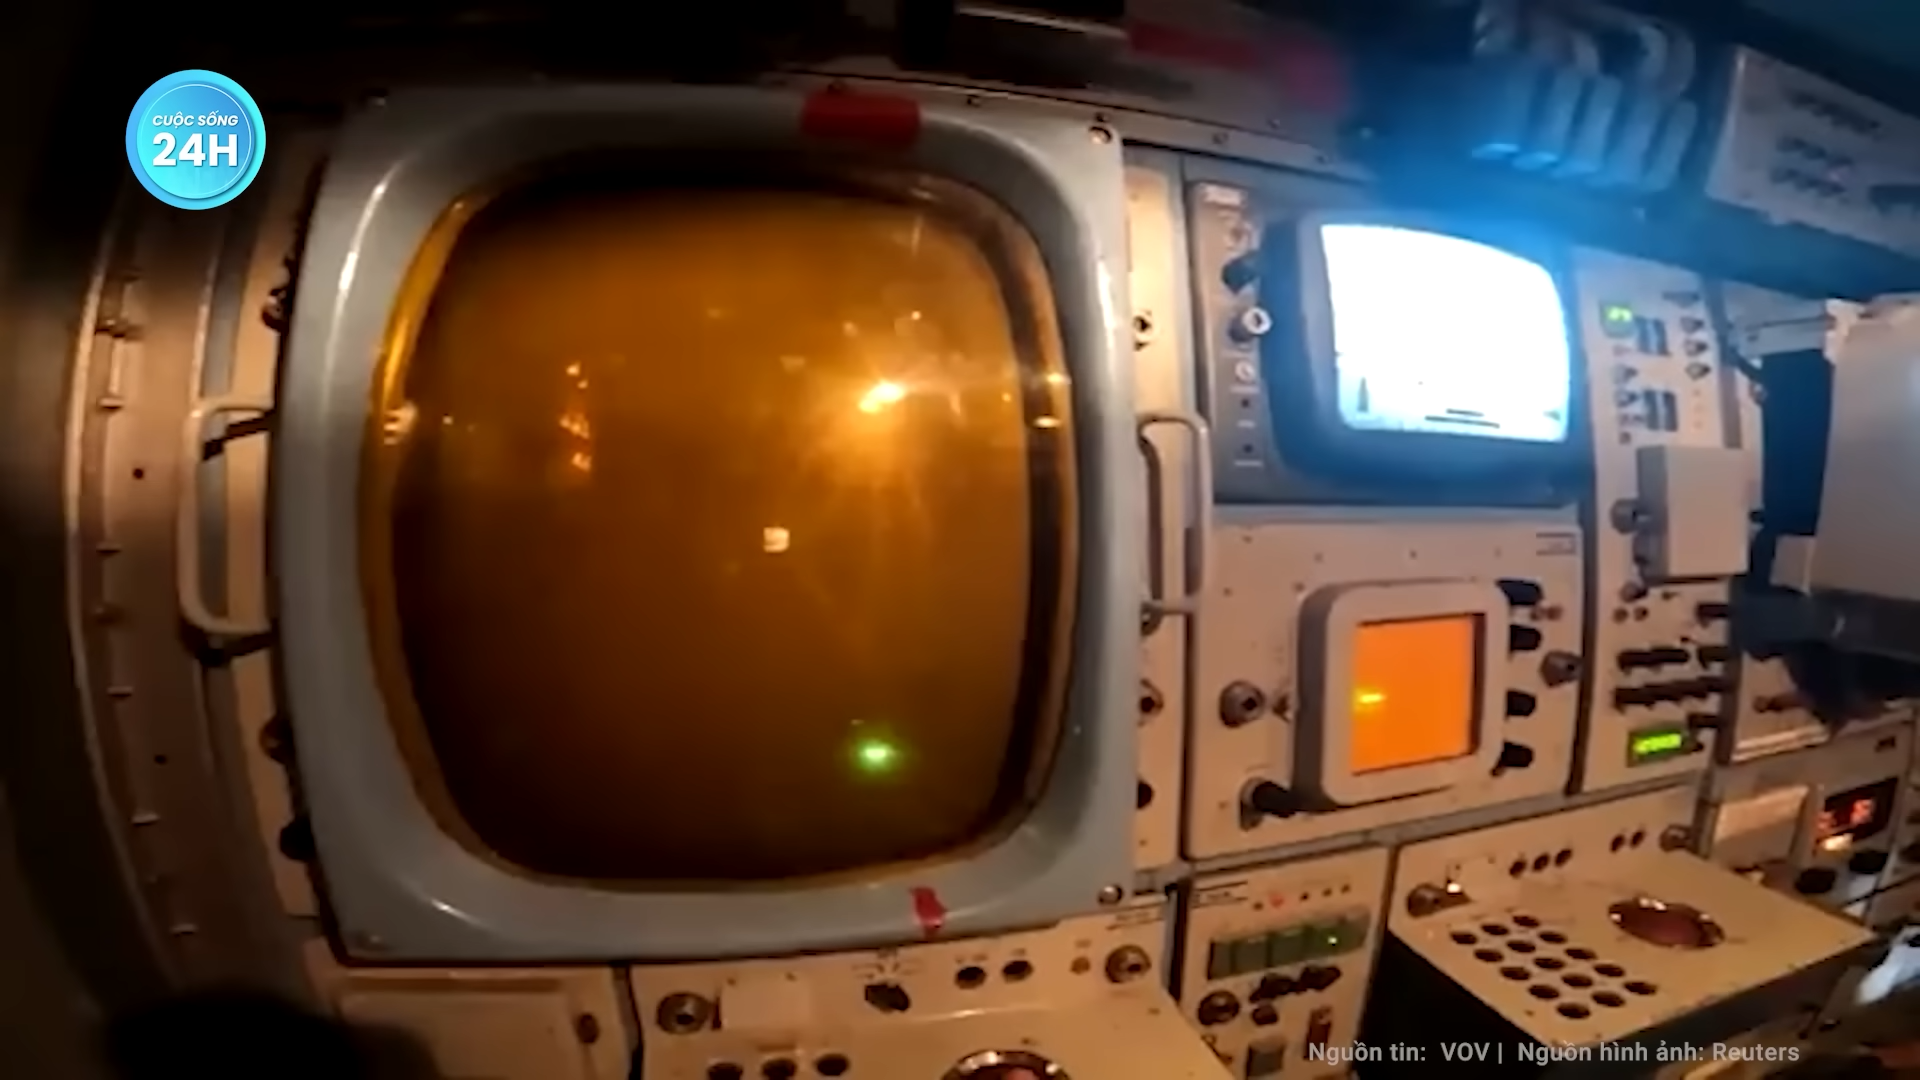 CUỘC SỐNG
24H
Nguồn tin: VOV | Nguồn hình ảnh: Reuters